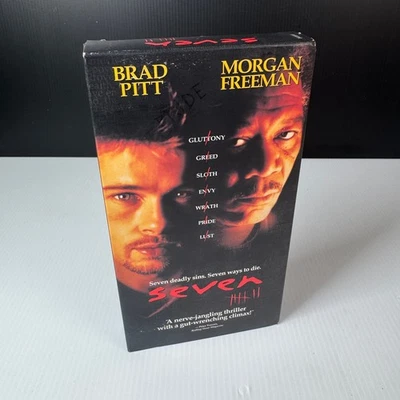 seven
BRAD
PITT
MORGAN
FREEMAN
GLUTTONY
GREED
SLOTH
ENVY
WRATH
PRIDE
LUST
Seven deadly sins. Seven ways to die.
seven
'A nerve-jangling thriller
with a gut-wrenching climax!'